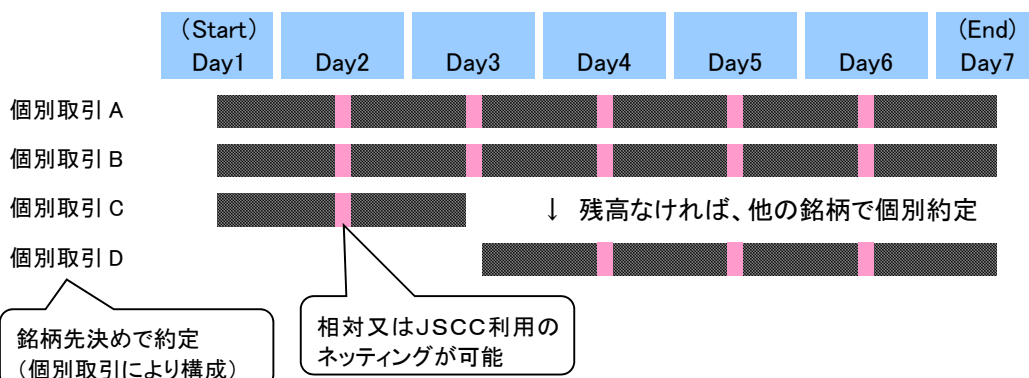 (Start)
Day1
Day2
Day3
Day4
Day5
Day6
(End)
Day7
個別取引 A
個別取引 B
個別取引 C
↓ 残高なければ、他の銘柄で個別約定
個別取引 D
銘柄先決めで約定
(個別取引により構成)
相対又はJSCC利用の
ネッティングが可能